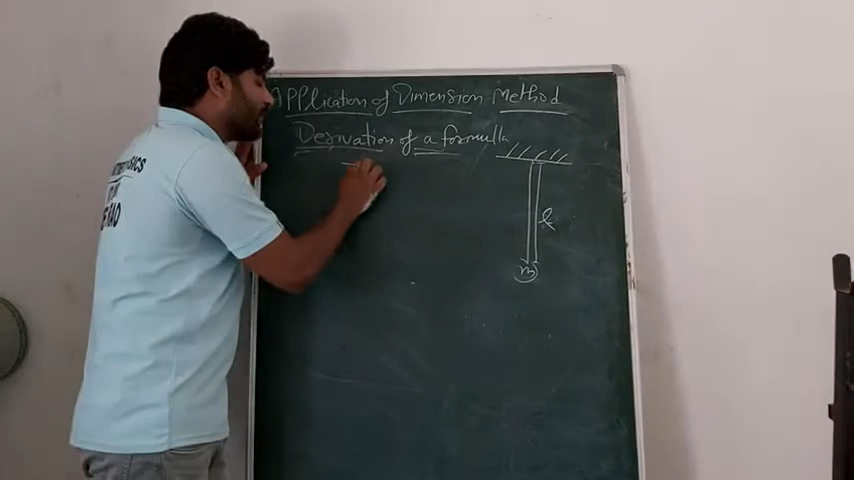 Application of Dimension Method
Derivation of a formula
l
m